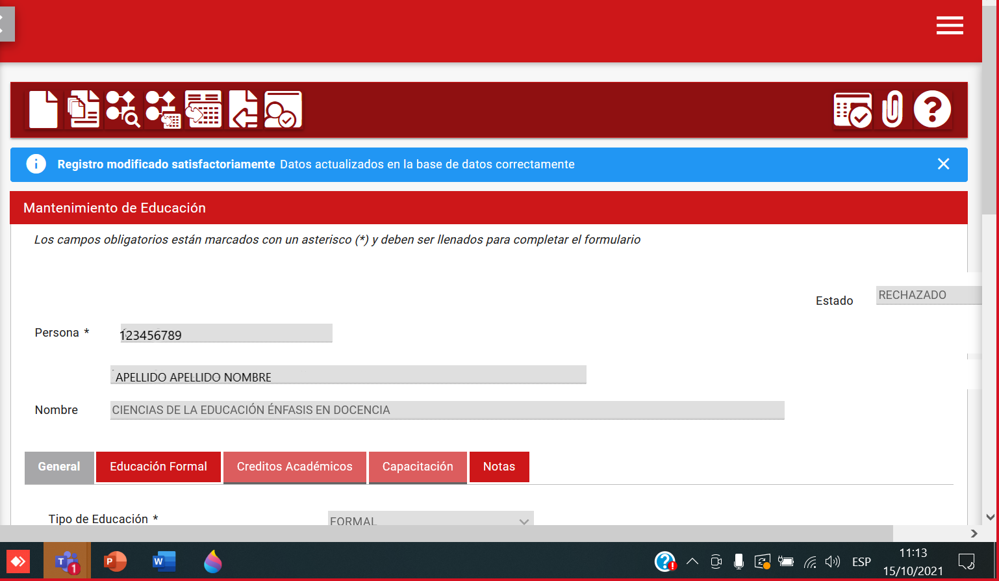 Registro modificado satisfactoriamente Datos actualizados en la base de datos correctamente
Mantenimiento de Educación
Los campos obligatorios están marcados con un asterisco (*) y deben ser llenados para completar el formulario
Estado RECHAZADO
Persona * 123456789
APELLIDO APELLIDO NOMBRE
Nombre CIENCIAS DE LA EDUCACIÓN ÉNFASIS EN DOCENCIA
General Educación Formal Creditos Académicos Capacitación Notas
Tipo de Educación * FORMAL
T 1 P W ESP 11:13
15/10/2021